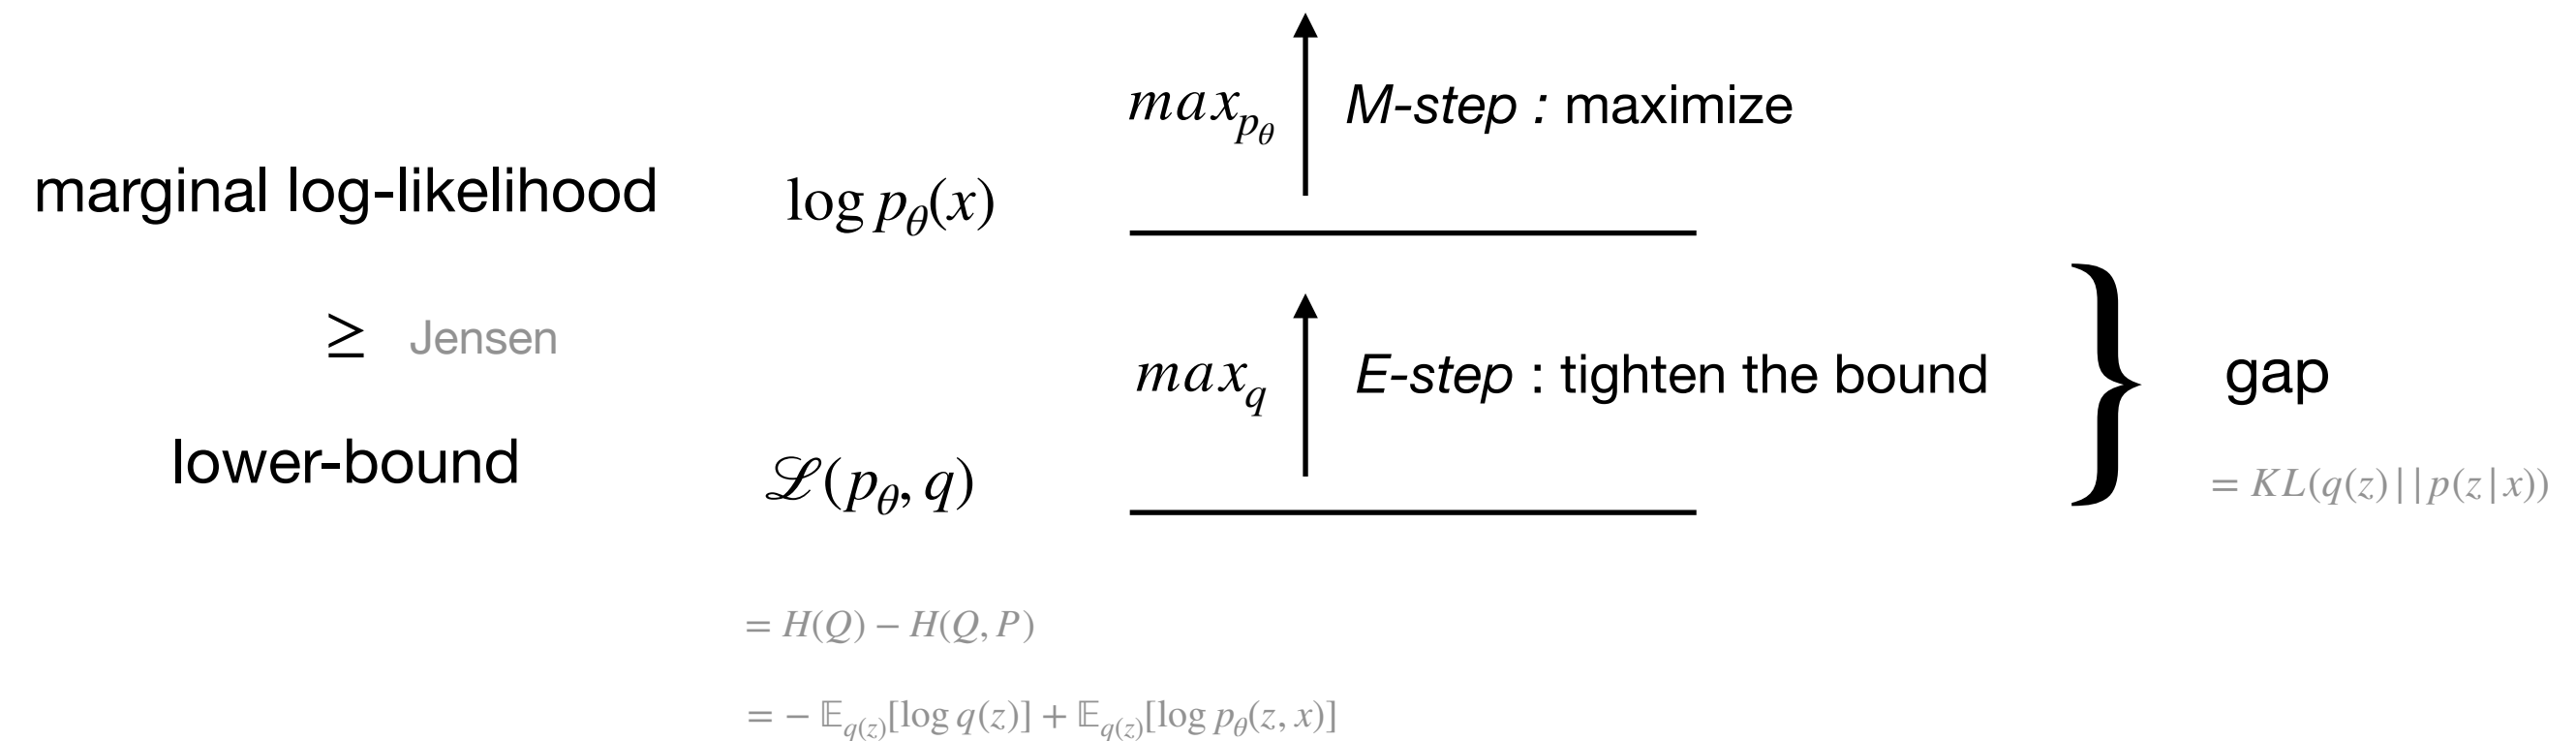 max_{p_θ} M-step : maximize
marginal log-likelihood log p_θ(x)
≥ Jensen
max_q E-step : tighten the bound } gap
lower-bound ℒ(p_θ, q) = KL(q(z)||p(z|x))
= H(Q) − H(Q, P)
= − 𝔼_{q(z)}[log q(z)] + 𝔼_{q(z)}[log p_θ(z, x)]